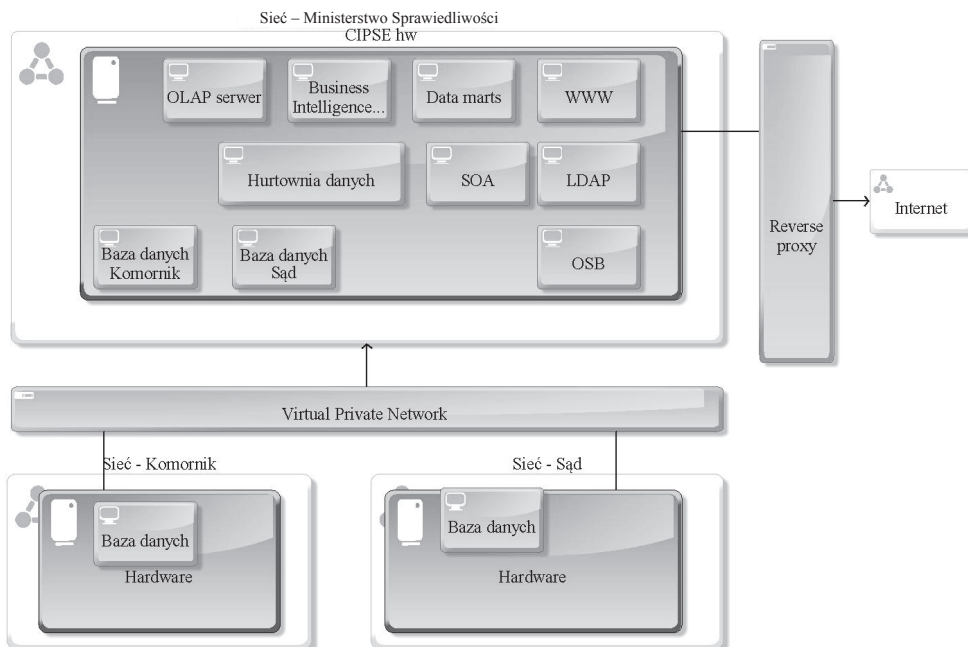 Sieć – Ministerstwo Sprawiedliwości
CIPSE hw
OLAP serwer
Business
Intelligence...
Data marts
WWW
Hurtownia danych
SOA
LDAP
Baza danych
Komornik
Baza danych
Sąd
OSB
Reverse
proxy
Internet
Virtual Private Network
Sieć - Komornik
Baza danych
Hardware
Sieć - Sąd
Baza danych
Hardware